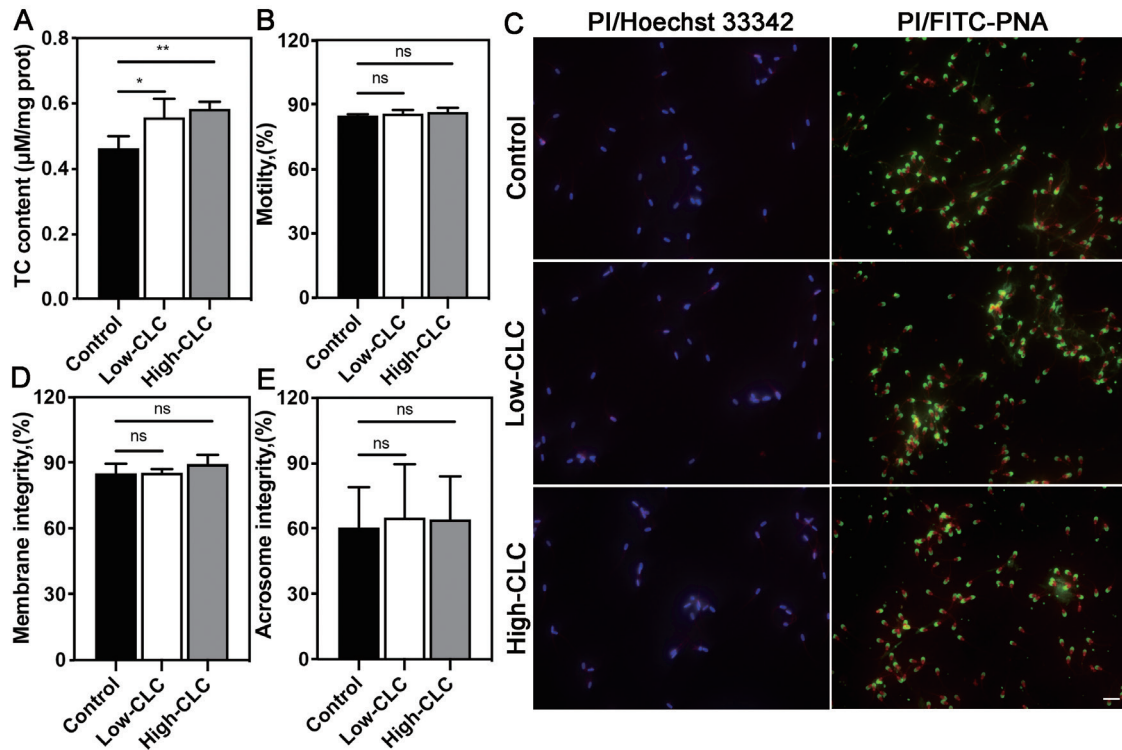 A
TC content (μM/mg prot)
0.8
0.6
0.4
0.2
0.0
**
*
Control
Low-CLC
High-CLC
B
Motilty,(%)
120
90
60
30
0
ns
ns
Control
Low-CLC
High-CLC
C
PI/Hoechst 33342
PI/FITC-PNA
Control
Low-CLC
High-CLC
D
Membrane integrity,(%)
120
90
60
30
0
ns
ns
Control
Low-CLC
High-CLC
E
Acrosome integrity,(%)
120
90
60
30
0
ns
ns
Control
Low-CLC
High-CLC